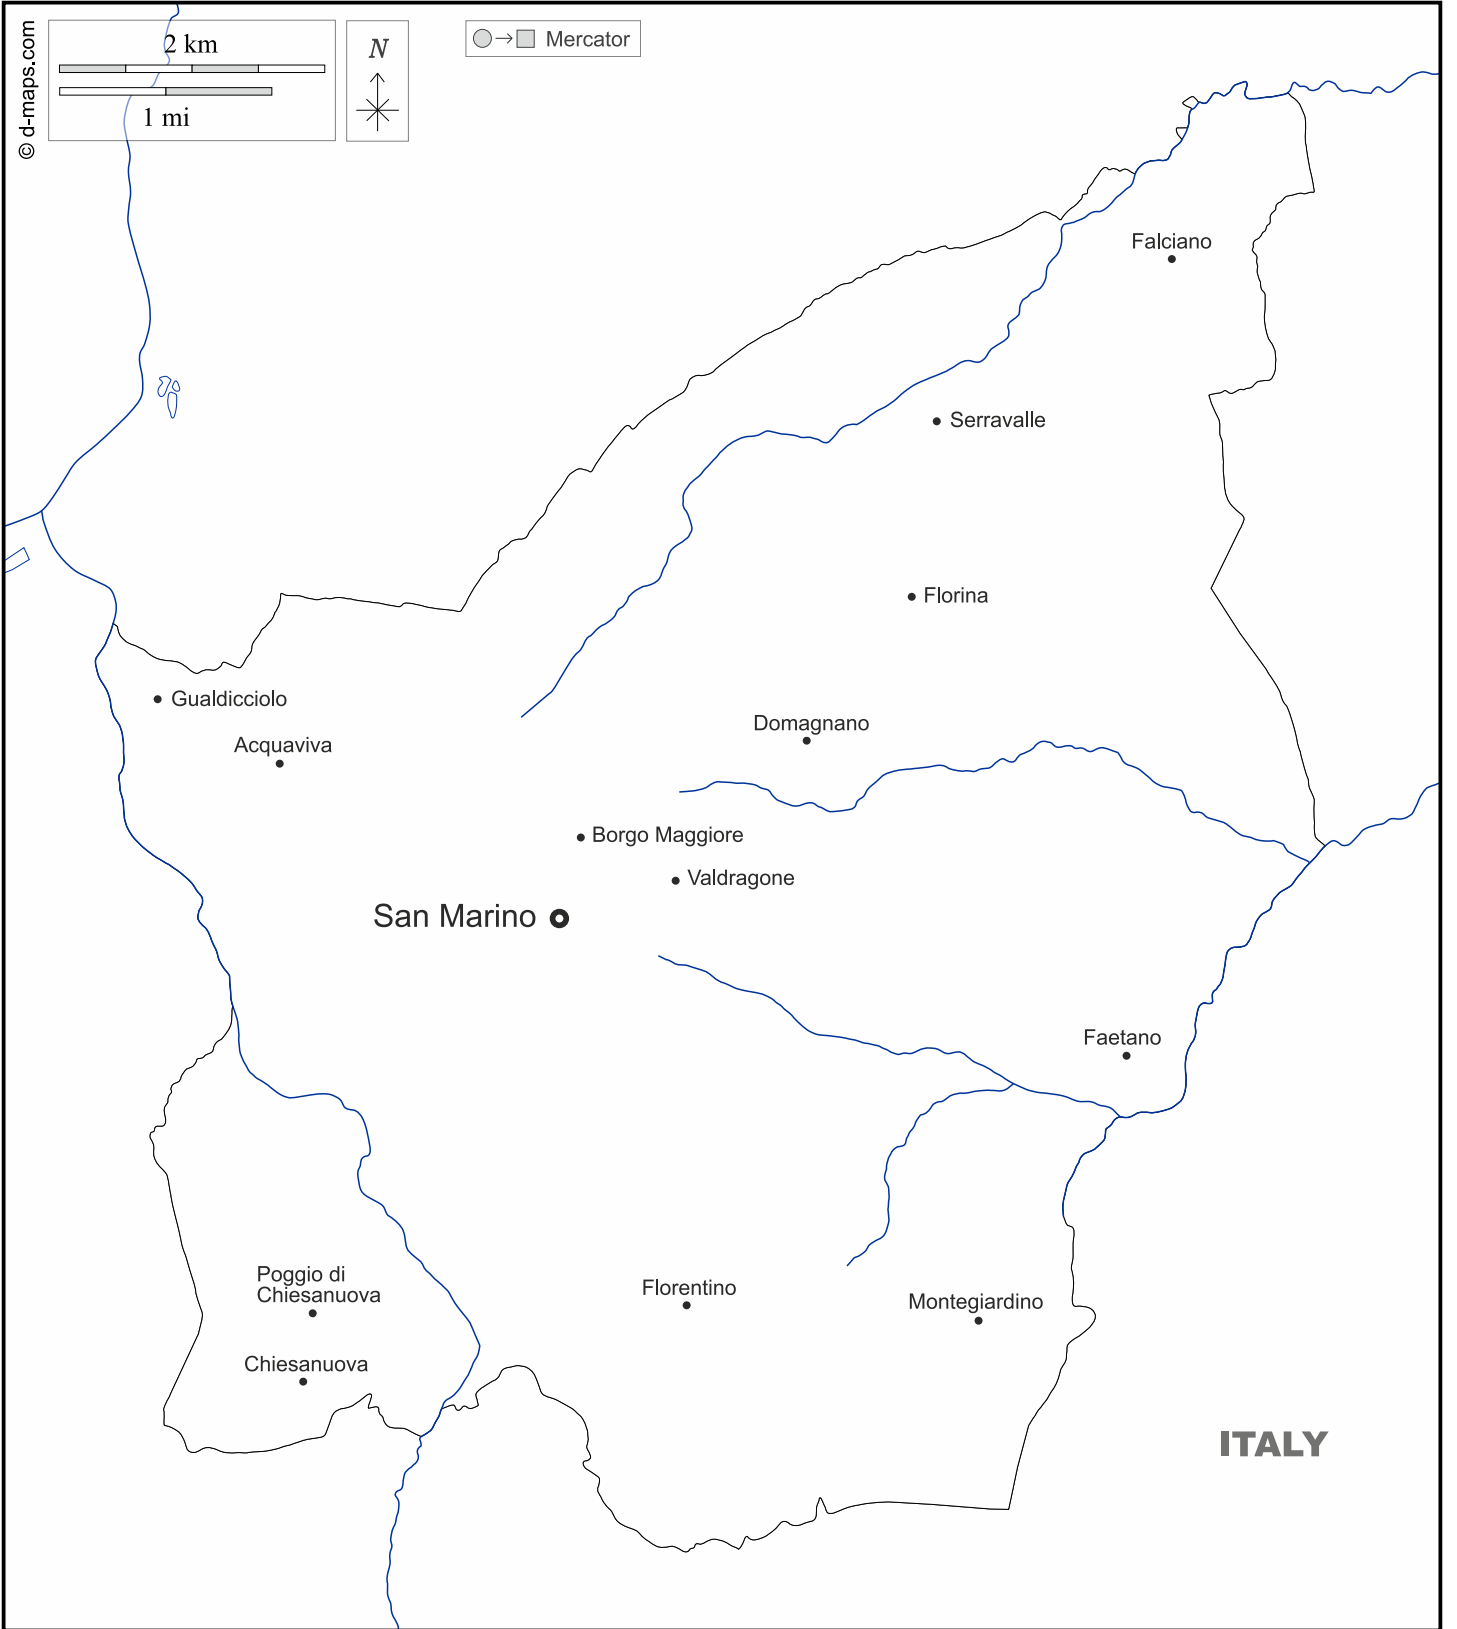 © d-maps.com
2 km
1 mi
N
Mercator
Falciano
Serravalle
Florina
Gualdicciolo
Domagnano
Acquaviva
Borgo Maggiore
Valdragone
San Marino
Faetano
Poggio di
Chiesanuova
Florentino
Montegiardino
Chiesanuova
ITALY